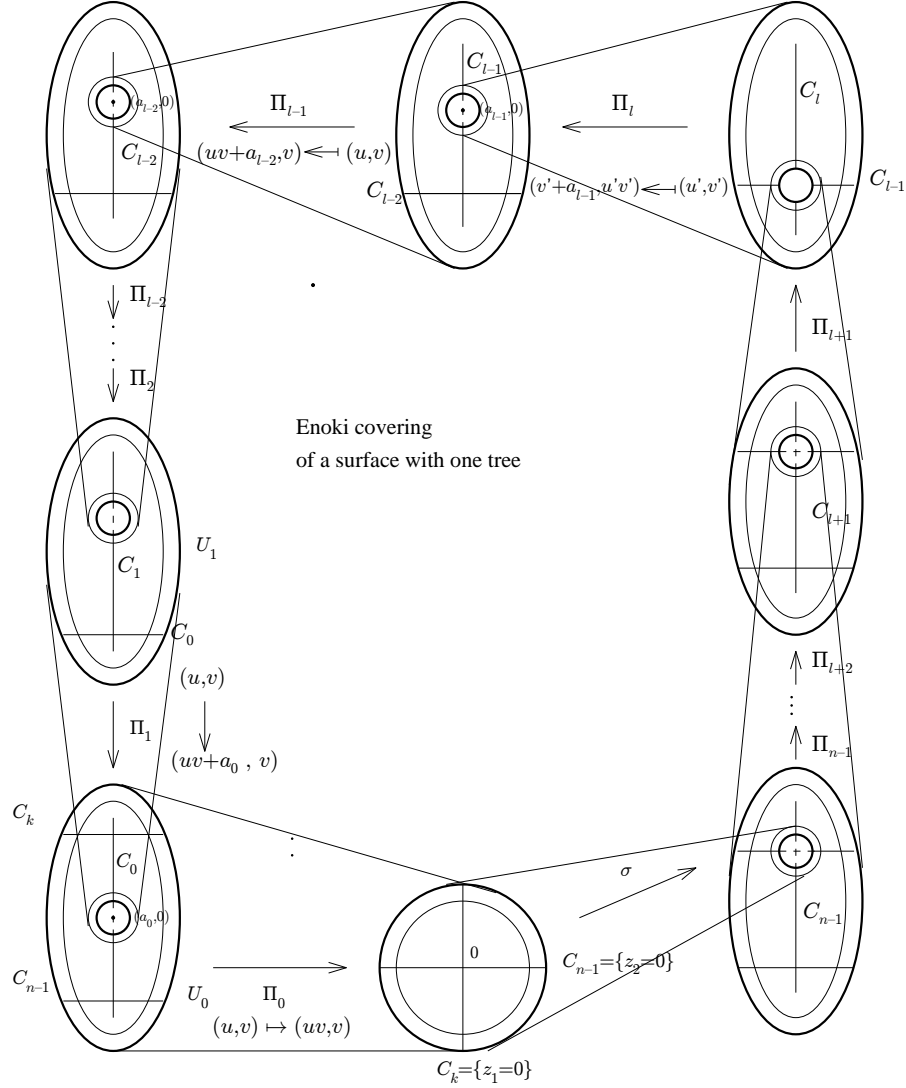 C_{l-1}
Π_{l-1}
Π_l
C_l
(a_{l-2},0)
(a_{l-1},0)
C_{l-2}
(uv+a_{l-2},v) ⟻ (u,v)
C_{l-2}
(v'+a_{l-1},u'v') ⟻ (u',v')
C_{l-1}
Π_{l-2}
Π_{l+1}
Π_2
Enoki covering
of a surface with one tree
C_{l+1}
C_1
U_1
C_0
(u,v)
Π_{l+2}
Π_1
Π_{n-1}
(uv+a_0 , v)
C_k
C_0
σ
(a_0,0)
C_{n-1}
0
C_{n-1}={z_2=0}
C_{n-1}
U_0
Π_0
(u,v) ↦ (uv,v)
C_k={z_1=0}